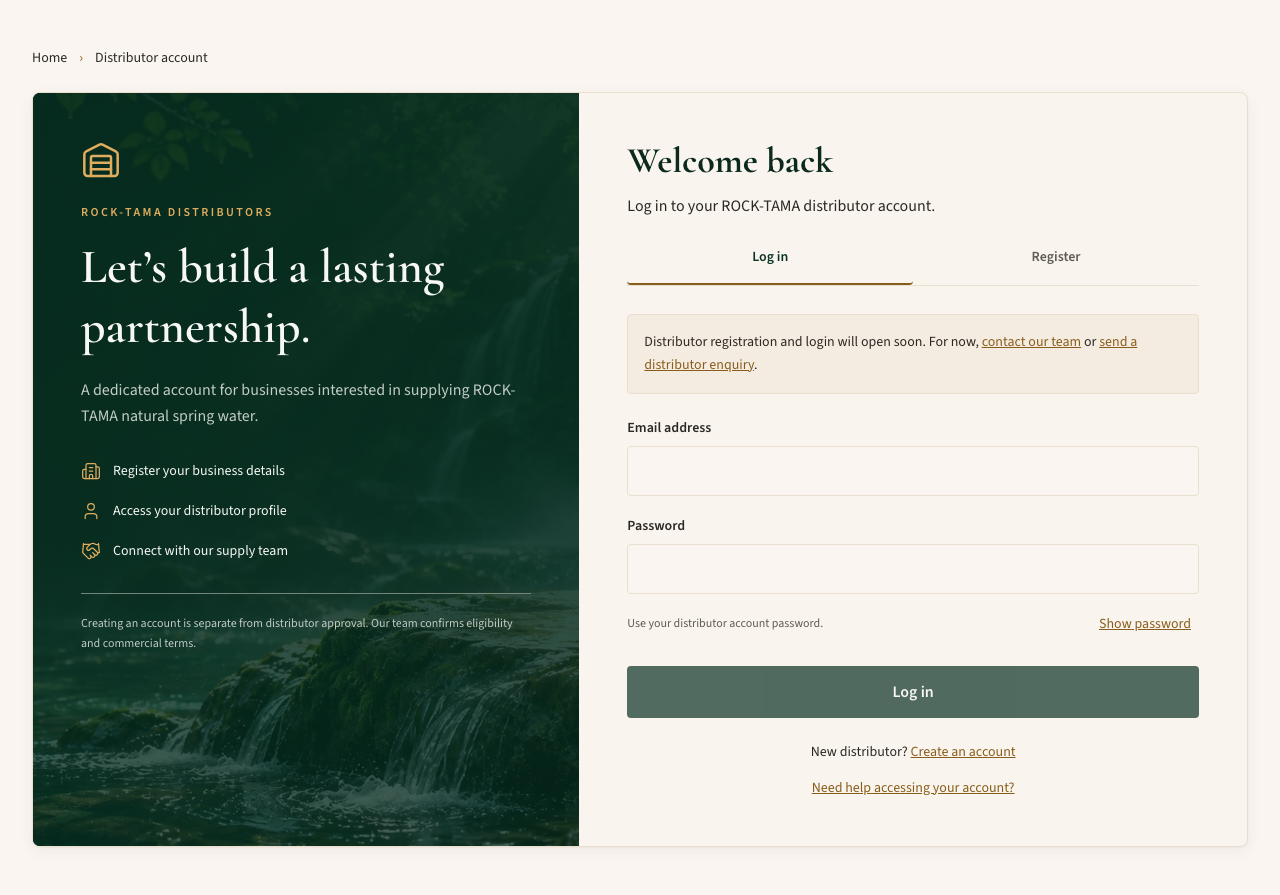 Home › Distributor account
ROCK-TAMA DISTRIBUTORS
Let’s build a lasting
partnership.
A dedicated account for businesses interested in supplying ROCK-
TAMA natural spring water.
Register your business details
Access your distributor profile
Connect with our supply team
Creating an account is separate from distributor approval. Our team confirms eligibility
and commercial terms.
Welcome back
Log in to your ROCK-TAMA distributor account.
Log in
Register
Distributor registration and login will open soon. For now, contact our team or send a
distributor enquiry.
Email address
Password
Use your distributor account password.
Show password
Log in
New distributor? Create an account
Need help accessing your account?